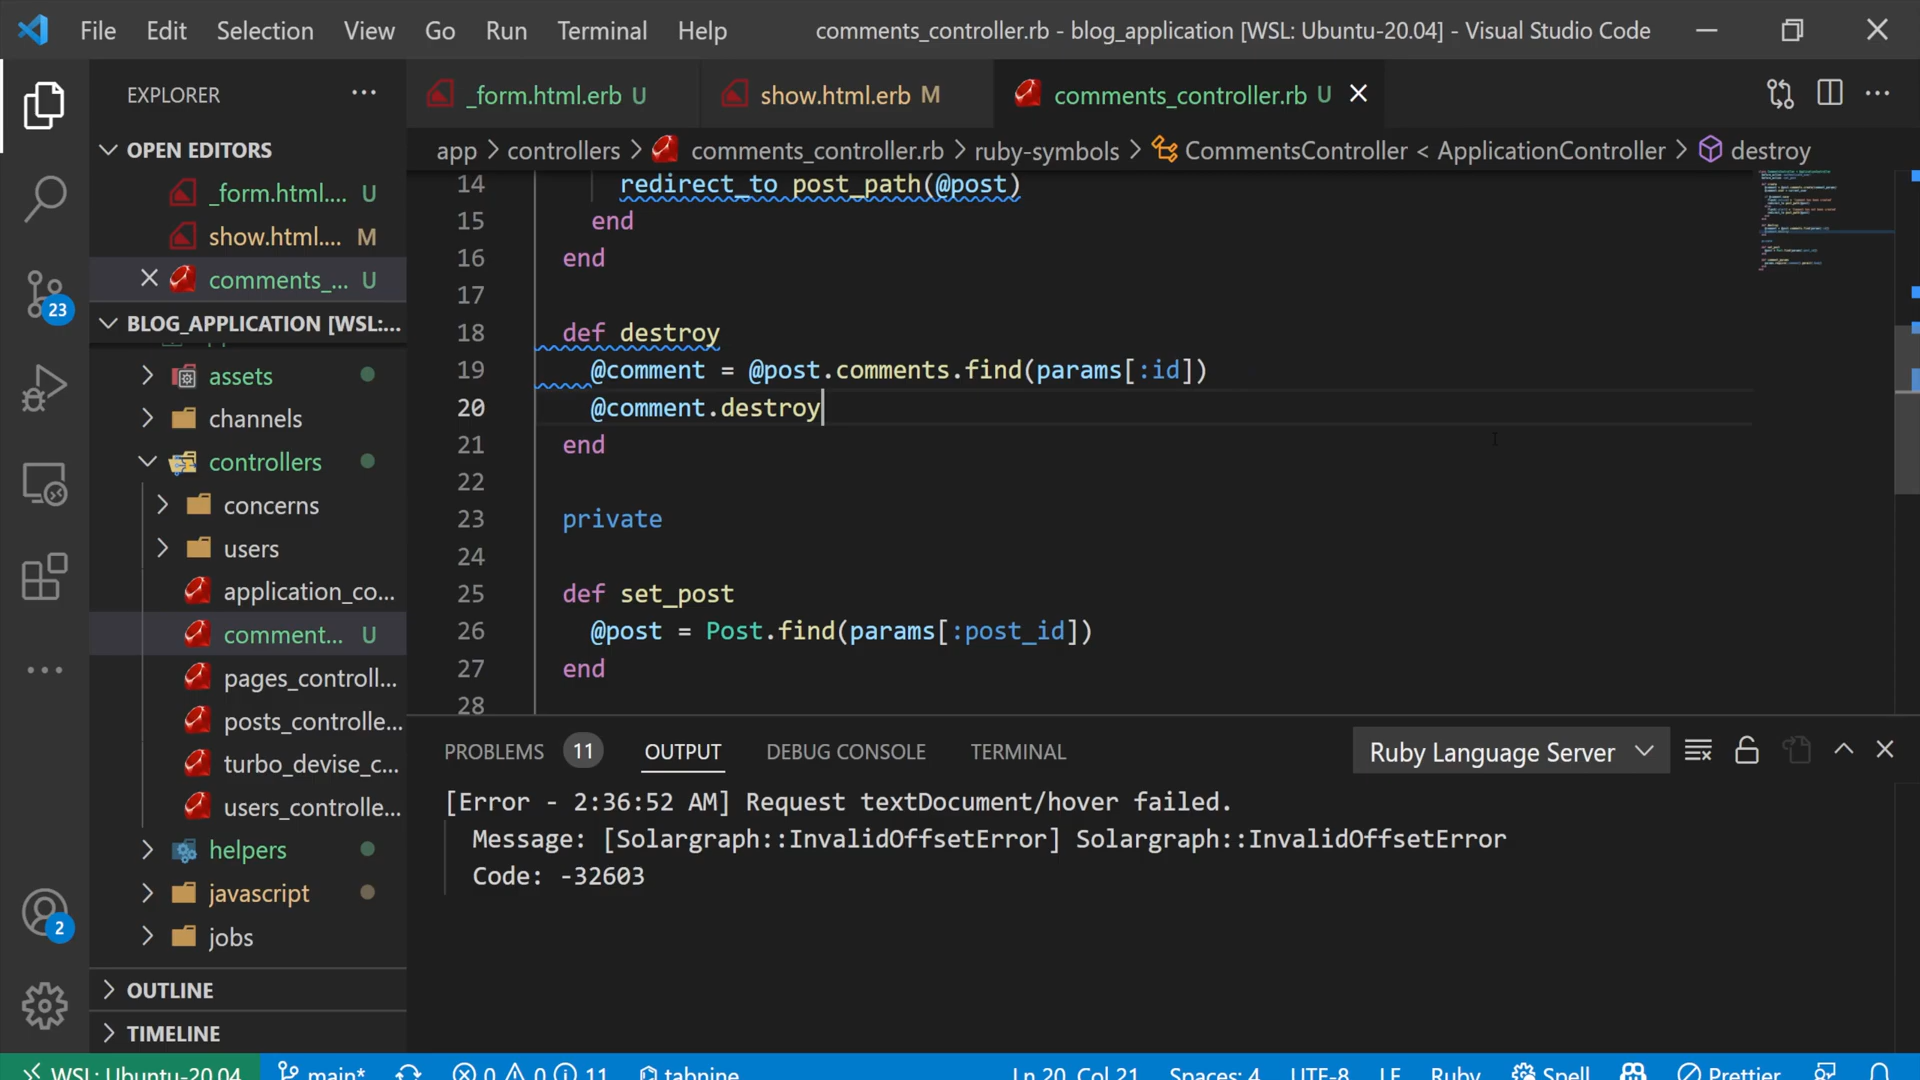 File Edit Selection View Go Run Terminal Help comments_controller.rb - blog_application [WSL: Ubuntu-20.04] - Visual Studio Code
EXPLORER ...
_form.html.erb U show.html.erb M comments_controller.rb U
OPEN EDITORS
app > controllers > comments_controller.rb > ruby-symbols > CommentsController < ApplicationController > destroy
_form.html.... U
show.html.... M
comments_... U
BLOG_APPLICATION [WSL:...
assets
channels
controllers
concerns
users
application_co...
comment... U
pages_controll...
posts_controlle...
turbo_devise_c...
users_controlle...
helpers
javascript
jobs
OUTLINE
TIMELINE
23
2
14 redirect_to post_path(@post)
15 end
16 end
17
18 def destroy
19 @comment = @post.comments.find(params[:id])
20 @comment.destroy
21 end
22
23 private
24
25 def set_post
26 @post = Post.find(params[:post_id])
27 end
28
PROBLEMS 11 OUTPUT DEBUG CONSOLE TERMINAL Ruby Language Server
[Error - 2:36:52 AM] Request textDocument/hover failed.
Message: [Solargraph::InvalidOffsetError] Solargraph::InvalidOffsetError
Code: -32603
WSL: Ubuntu-20.04 main* 0 0 11 tabnine Ln 20, Col 21 Spaces: 4 UTF-8 LF Ruby Spell Prettier